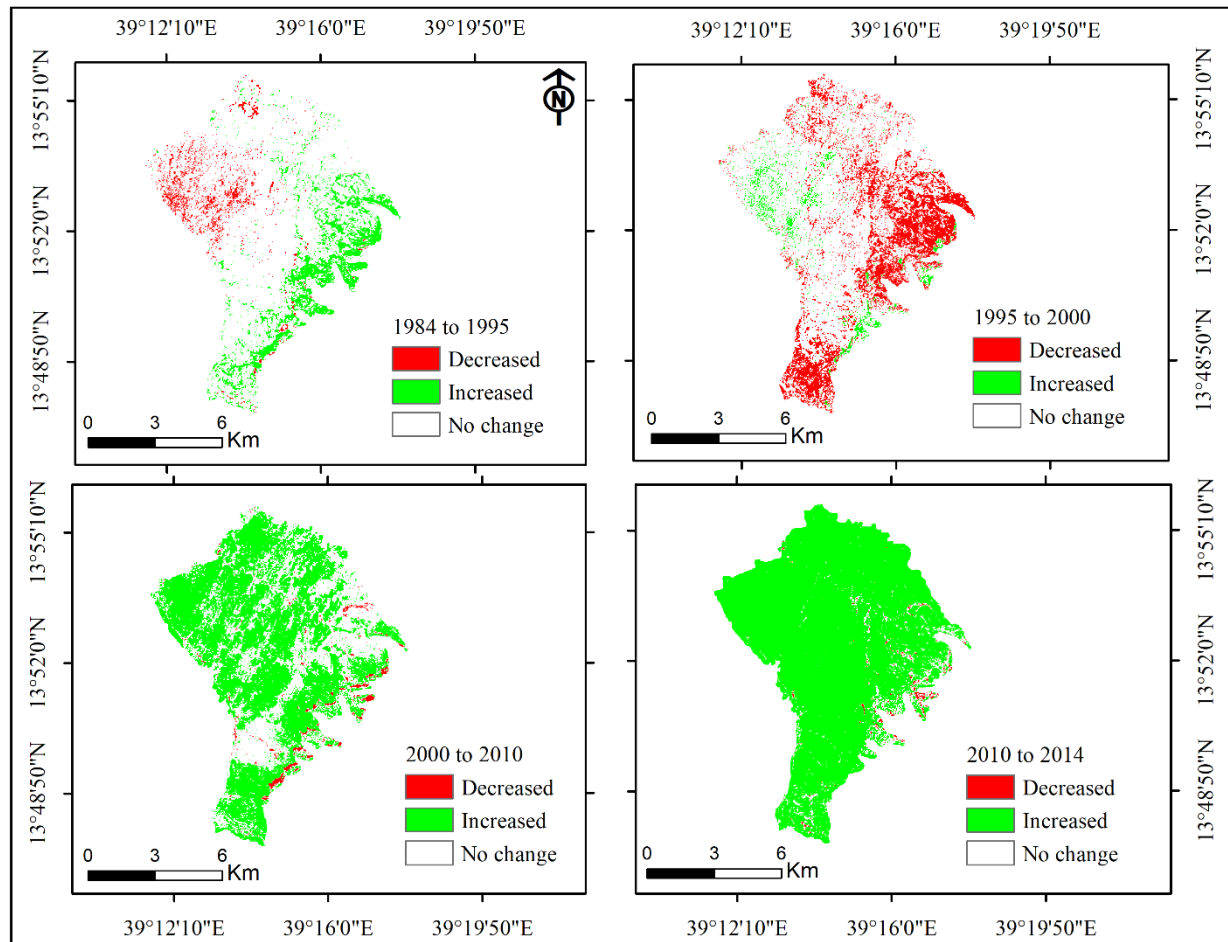 39°12'10"E 39°16'0"E 39°19'50"E
39°12'10"E 39°16'0"E 39°19'50"E
13°55'10"N
13°52'0"N
13°48'50"N
N
1984 to 1995
Decreased
Increased
No change
0 3 6
Km
13°55'10"N
13°52'0"N
13°48'50"N
1995 to 2000
Decreased
Increased
No change
0 3 6
Km
13°55'10"N
13°52'0"N
13°48'50"N
2000 to 2010
Decreased
Increased
No change
0 3 6
Km
13°55'10"N
13°52'0"N
13°48'50"N
2010 to 2014
Decreased
Increased
No change
0 3 6
Km
39°12'10"E 39°16'0"E 39°19'50"E
39°12'10"E 39°16'0"E 39°19'50"E